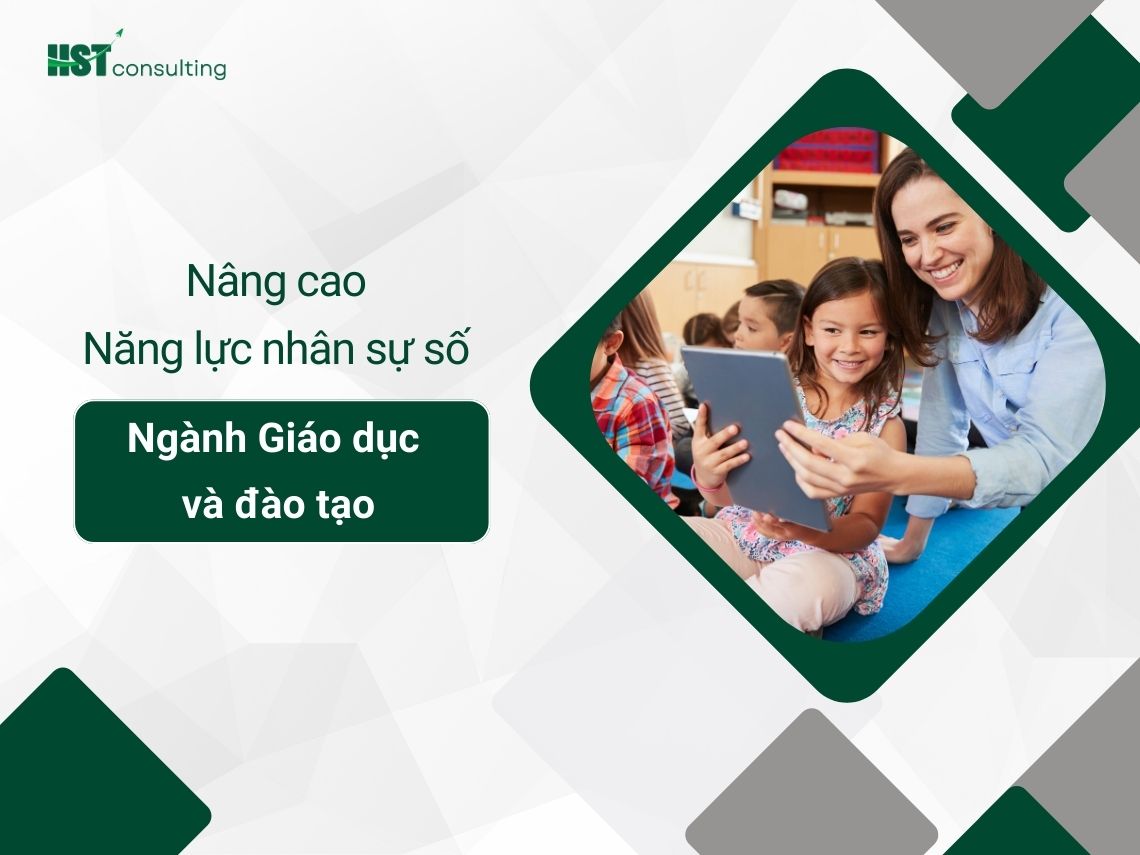 HST consulting
Nâng cao
Năng lực nhân sự số
Ngành Giáo dục
và đào tạo